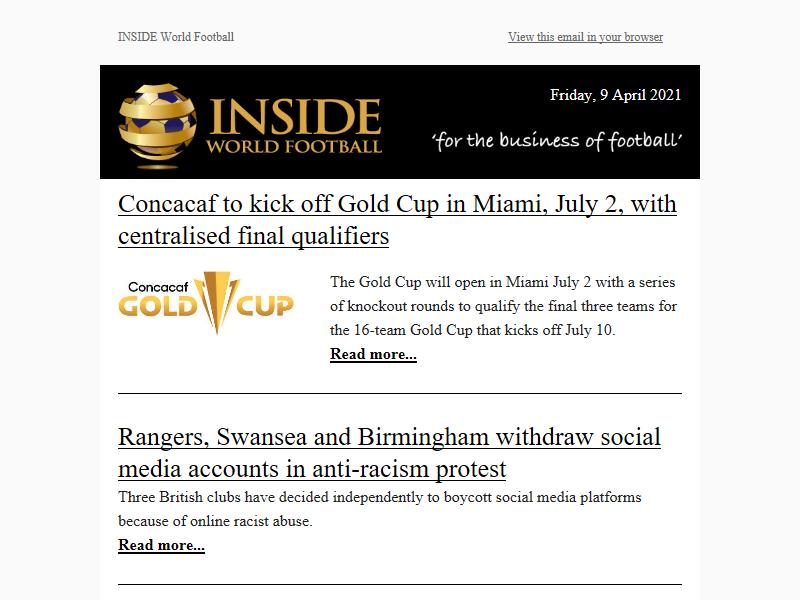 INSIDE World Football
View this email in your browser
INSIDE
WORLD FOOTBALL
Friday, 9 April 2021
‘for the business of football’
Concacaf to kick off Gold Cup in Miami, July 2, with
centralised final qualifiers
Concacaf
GOLD CUP
The Gold Cup will open in Miami July 2 with a series
of knockout rounds to qualify the final three teams for
the 16-team Gold Cup that kicks off July 10.
Read more...
Rangers, Swansea and Birmingham withdraw social
media accounts in anti-racism protest
Three British clubs have decided independently to boycott social media platforms
because of online racist abuse.
Read more...